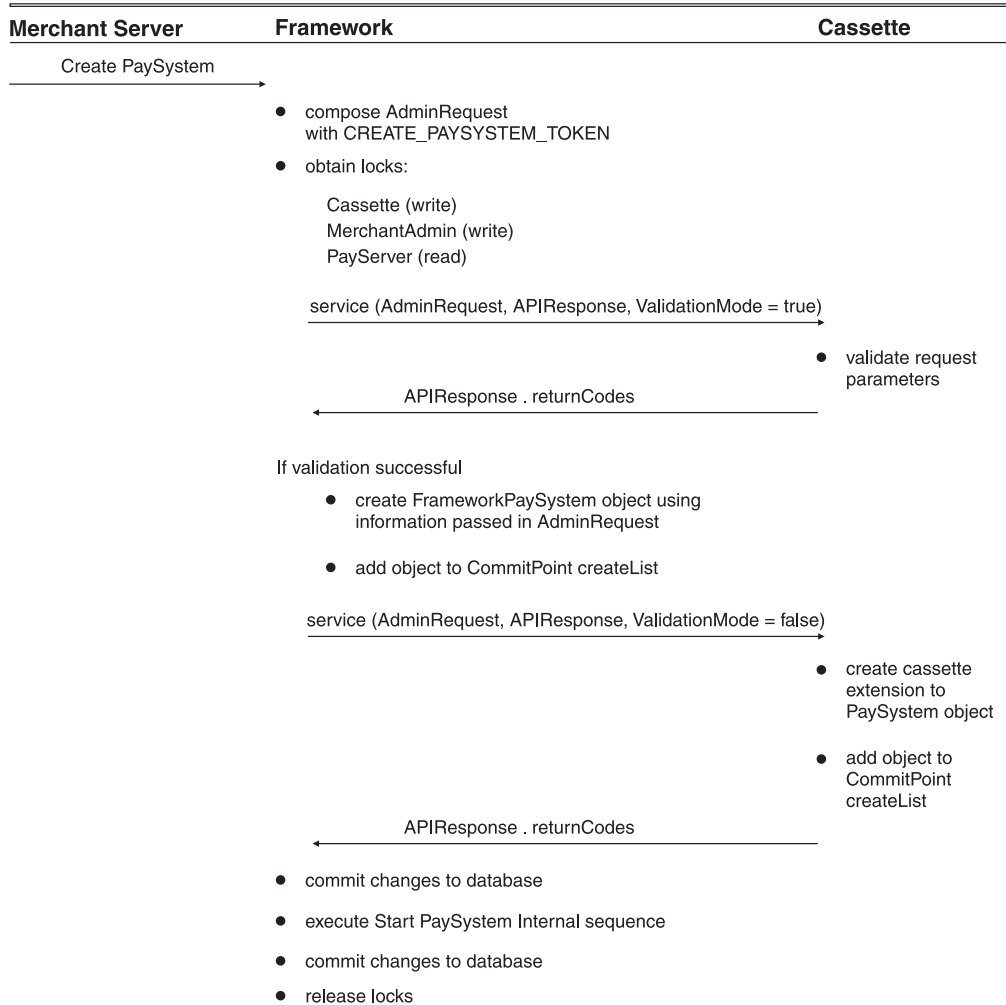 Merchant Server Framework Cassette
Create PaySystem
● compose AdminRequest
with CREATE_PAYSYSTEM_TOKEN
● obtain locks:
Cassette (write)
MerchantAdmin (write)
PayServer (read)
service (AdminRequest, APIResponse, ValidationMode = true)
● validate request
parameters
APIResponse . returnCodes
If validation successful
● create FrameworkPaySystem object using
information passed in AdminRequest
● add object to CommitPoint createList
service (AdminRequest, APIResponse, ValidationMode = false)
● create cassette
extension to
PaySystem object
● add object to
CommitPoint
createList
APIResponse . returnCodes
● commit changes to database
● execute Start PaySystem Internal sequence
● commit changes to database
● release locks